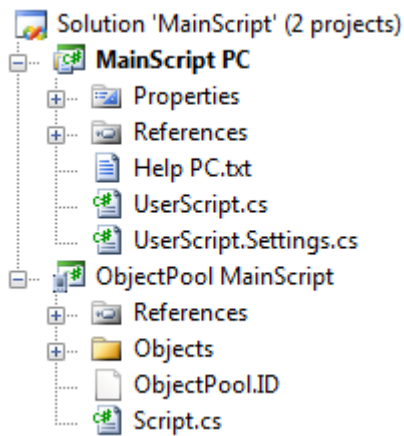 Solution 'MainScript' (2 projects)
MainScript PC
Properties
References
Help PC.txt
UserScript.cs
UserScript.Settings.cs
ObjectPool MainScript
References
Objects
ObjectPool.ID
Script.cs